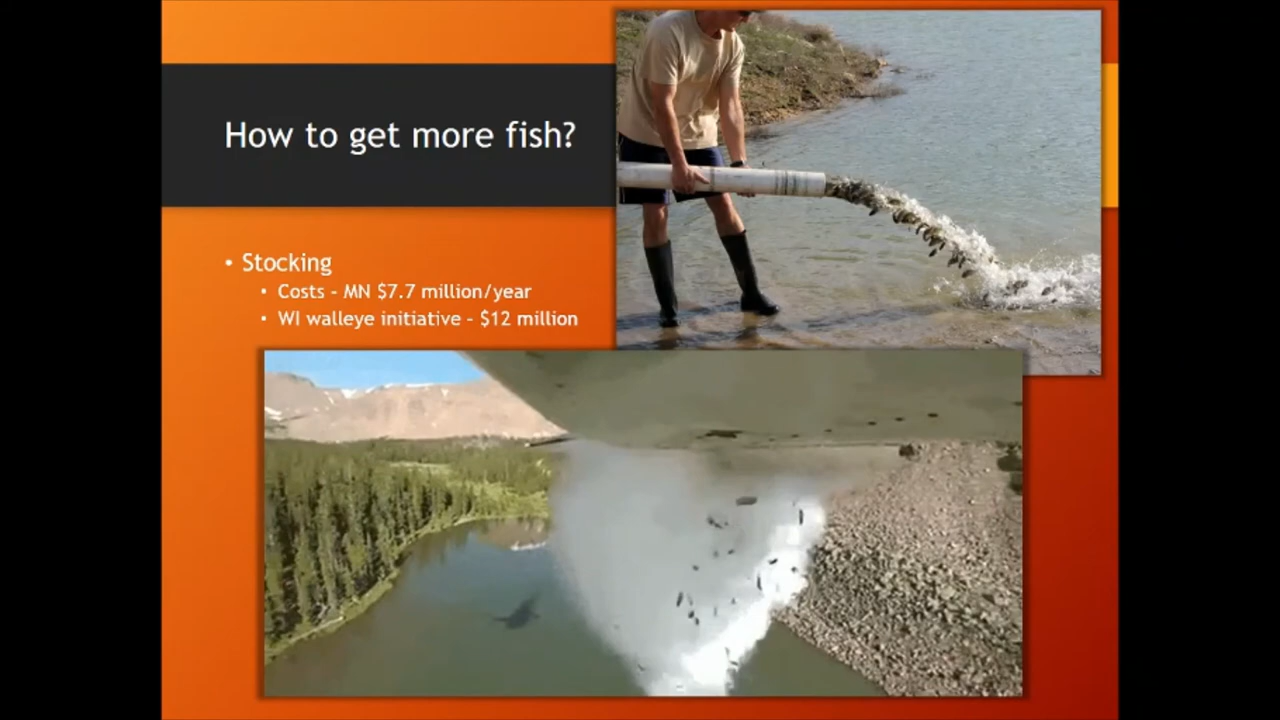 How to get more fish?
• Stocking
• Costs - MN $7.7 million/year
• WI walleye initiative - $12 million